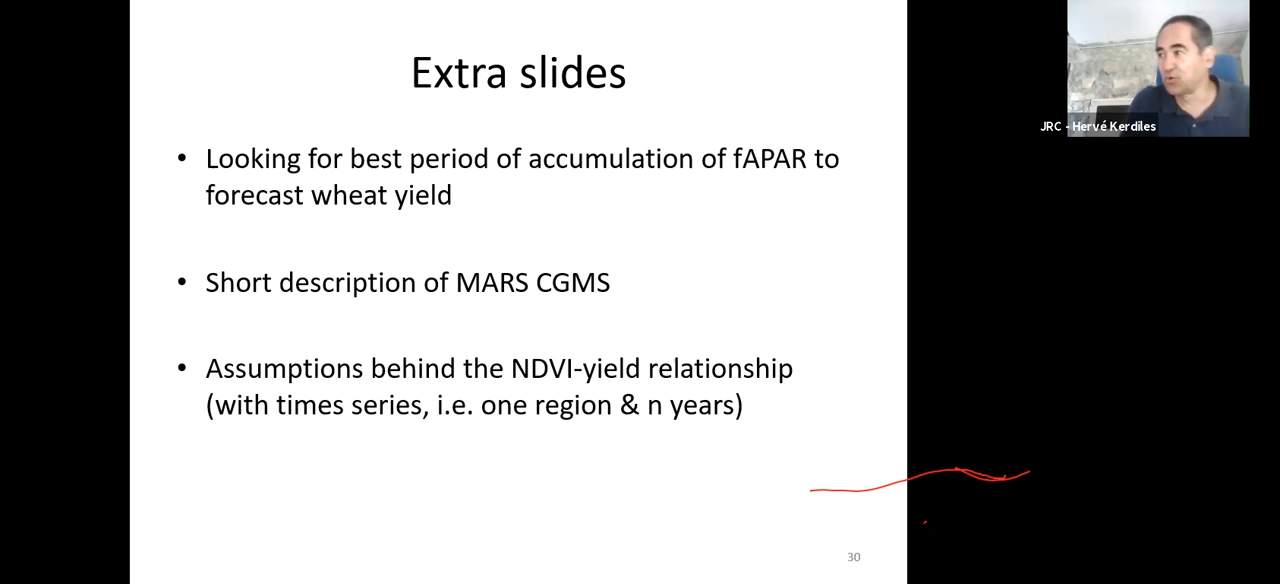 Extra slides
JRC - Hervé Kerdiles
• Looking for best period of accumulation of fAPAR to
forecast wheat yield
• Short description of MARS CGMS
• Assumptions behind the NDVI-yield relationship
(with times series, i.e. one region & n years)
30